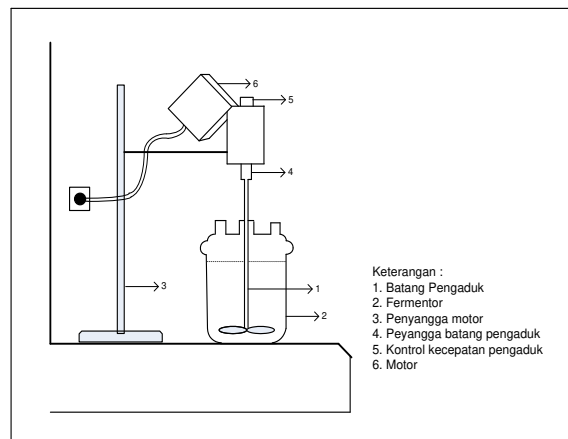 6
5
4
3
1
2
Keterangan :
1. Batang Pengaduk
2. Fermentor
3. Penyangga motor
4. Peyangga batang pengaduk
5. Kontrol kecepatan pengaduk
6. Motor